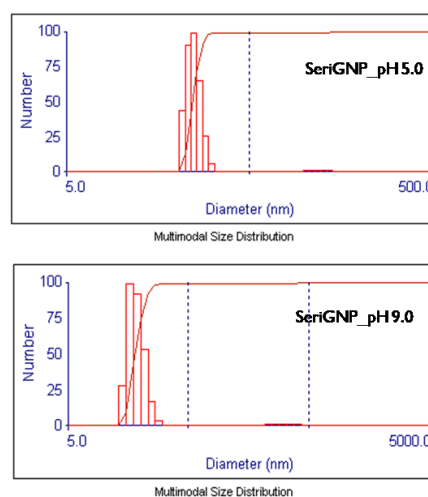 100
75
50
25
0
Number
SeriGNP_pH5.0
5.0
500.0
Diameter (nm)
Multimodal Size Distribution
100
75
50
25
0
Number
SeriGNP_pH9.0
5.0
5000.0
Diameter (nm)
Multimodal Size Distribution